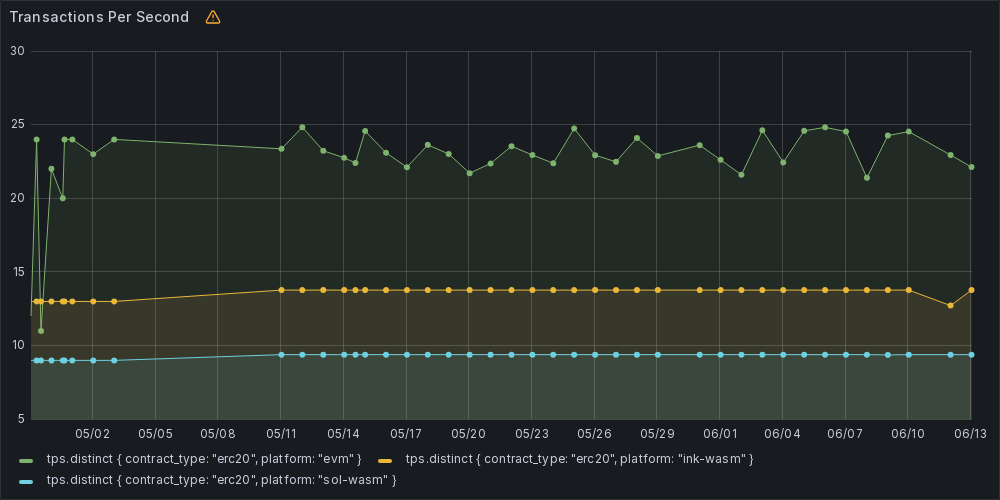 Transactions Per Second
30
25
20
15
10
5
05/02 05/05 05/08 05/11 05/14 05/17 05/20 05/23 05/26 05/29 06/01 06/04 06/07 06/10 06/13
tps.distinct { contract_type: "erc20", platform: "evm" } tps.distinct { contract_type: "erc20", platform: "ink-wasm" }
tps.distinct { contract_type: "erc20", platform: "sol-wasm" }